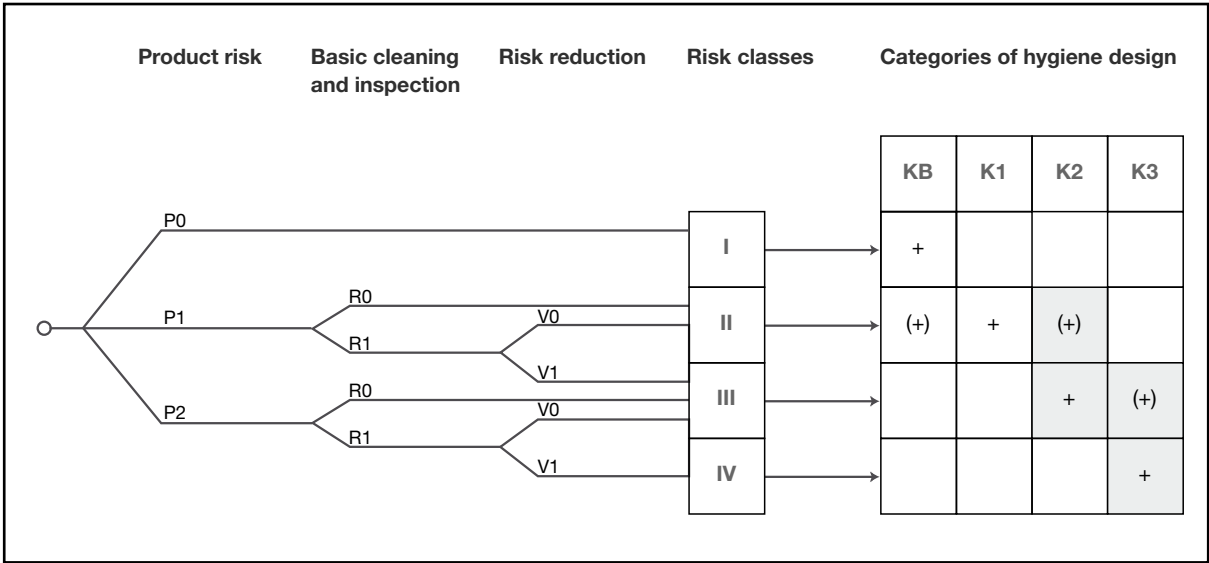 Product risk
Basic cleaning
and inspection
Risk reduction
Risk classes
Categories of hygiene design
KB K1 K2 K3
P0
I
+
R0
P1
V0
II
(+) + (+)
R1
V1
R0
III
+ (+)
P2
V0
R1
V1
IV
+